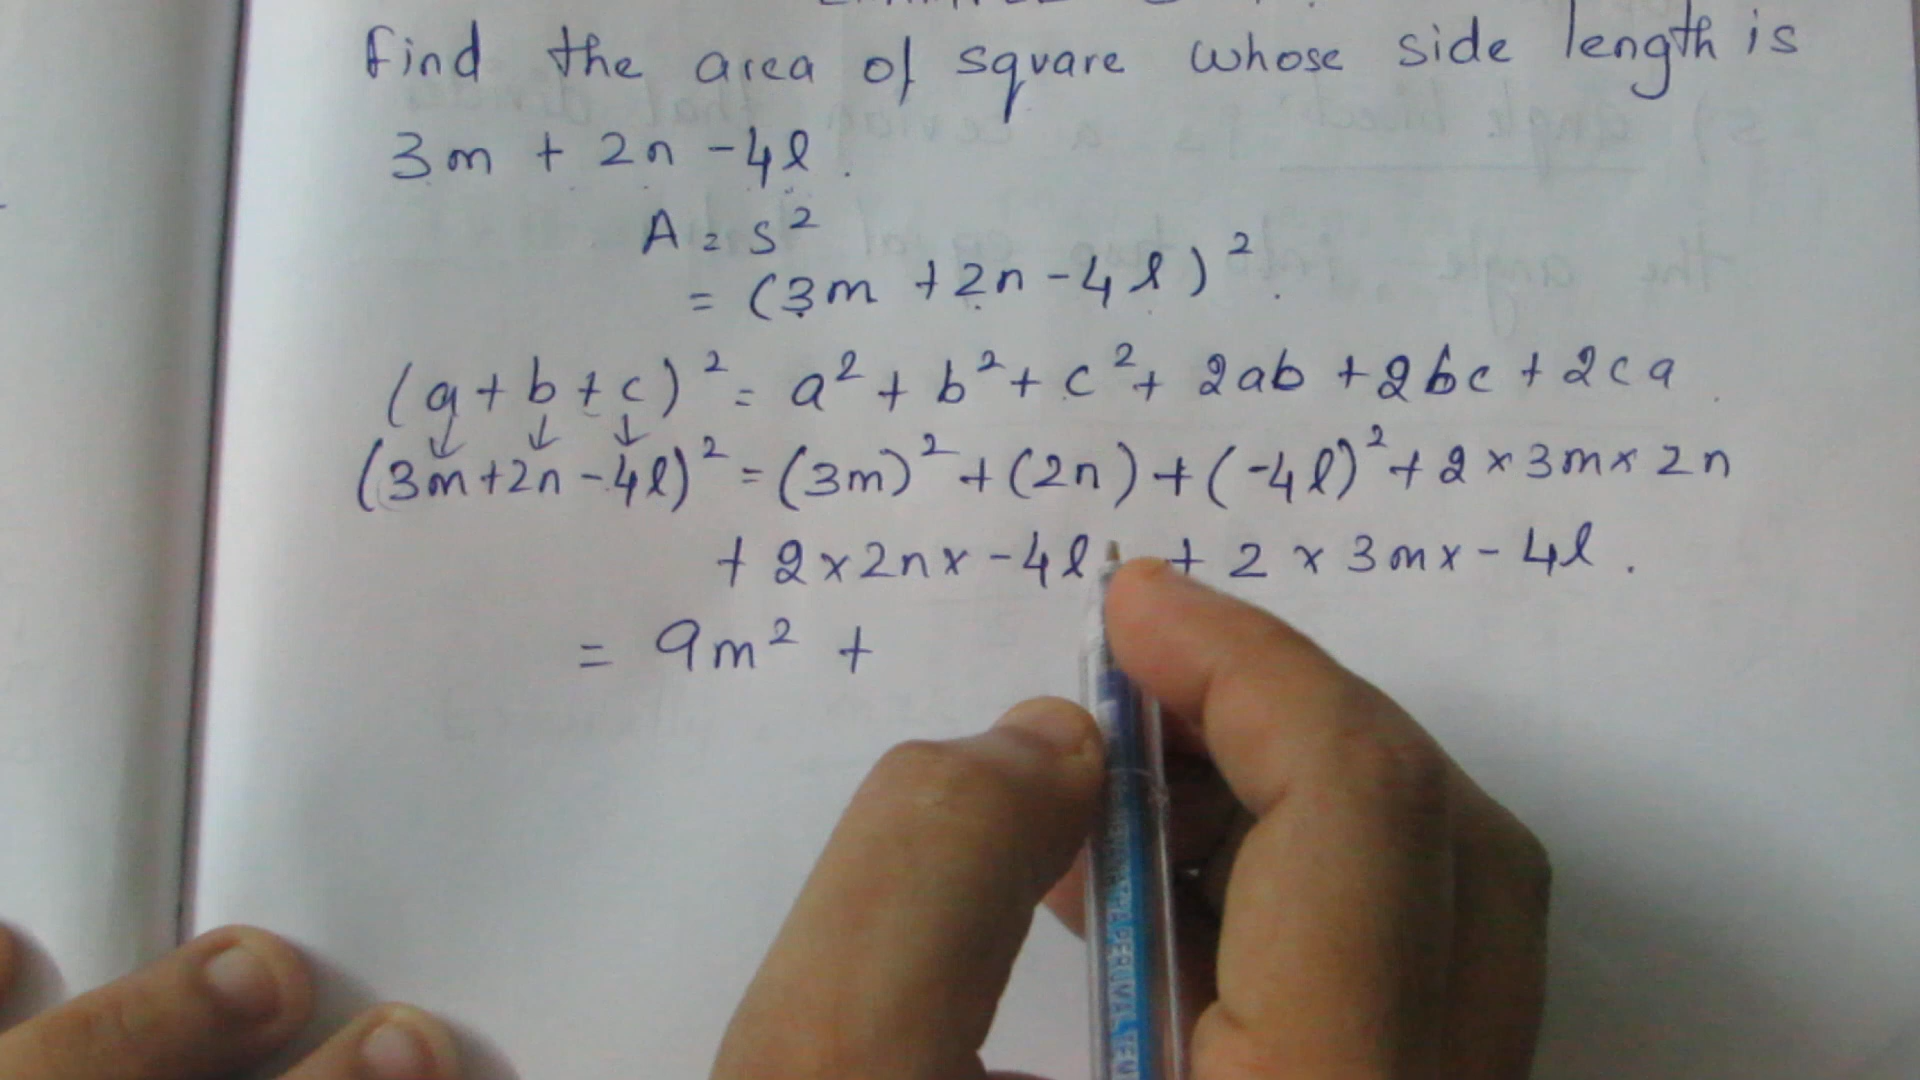 Find the area of square whose side length is
3m + 2n - 4l.
A = s²
= (3m + 2n - 4l)².
(a + b + c)² = a² + b² + c² + 2ab + 2bc + 2ca
(3m+2n-4l)² = (3m)² + (2n) + (-4l)² + 2 × 3m × 2n
+ 2 × 2n × -4l + 2 × 3m × - 4l.
= 9m² +